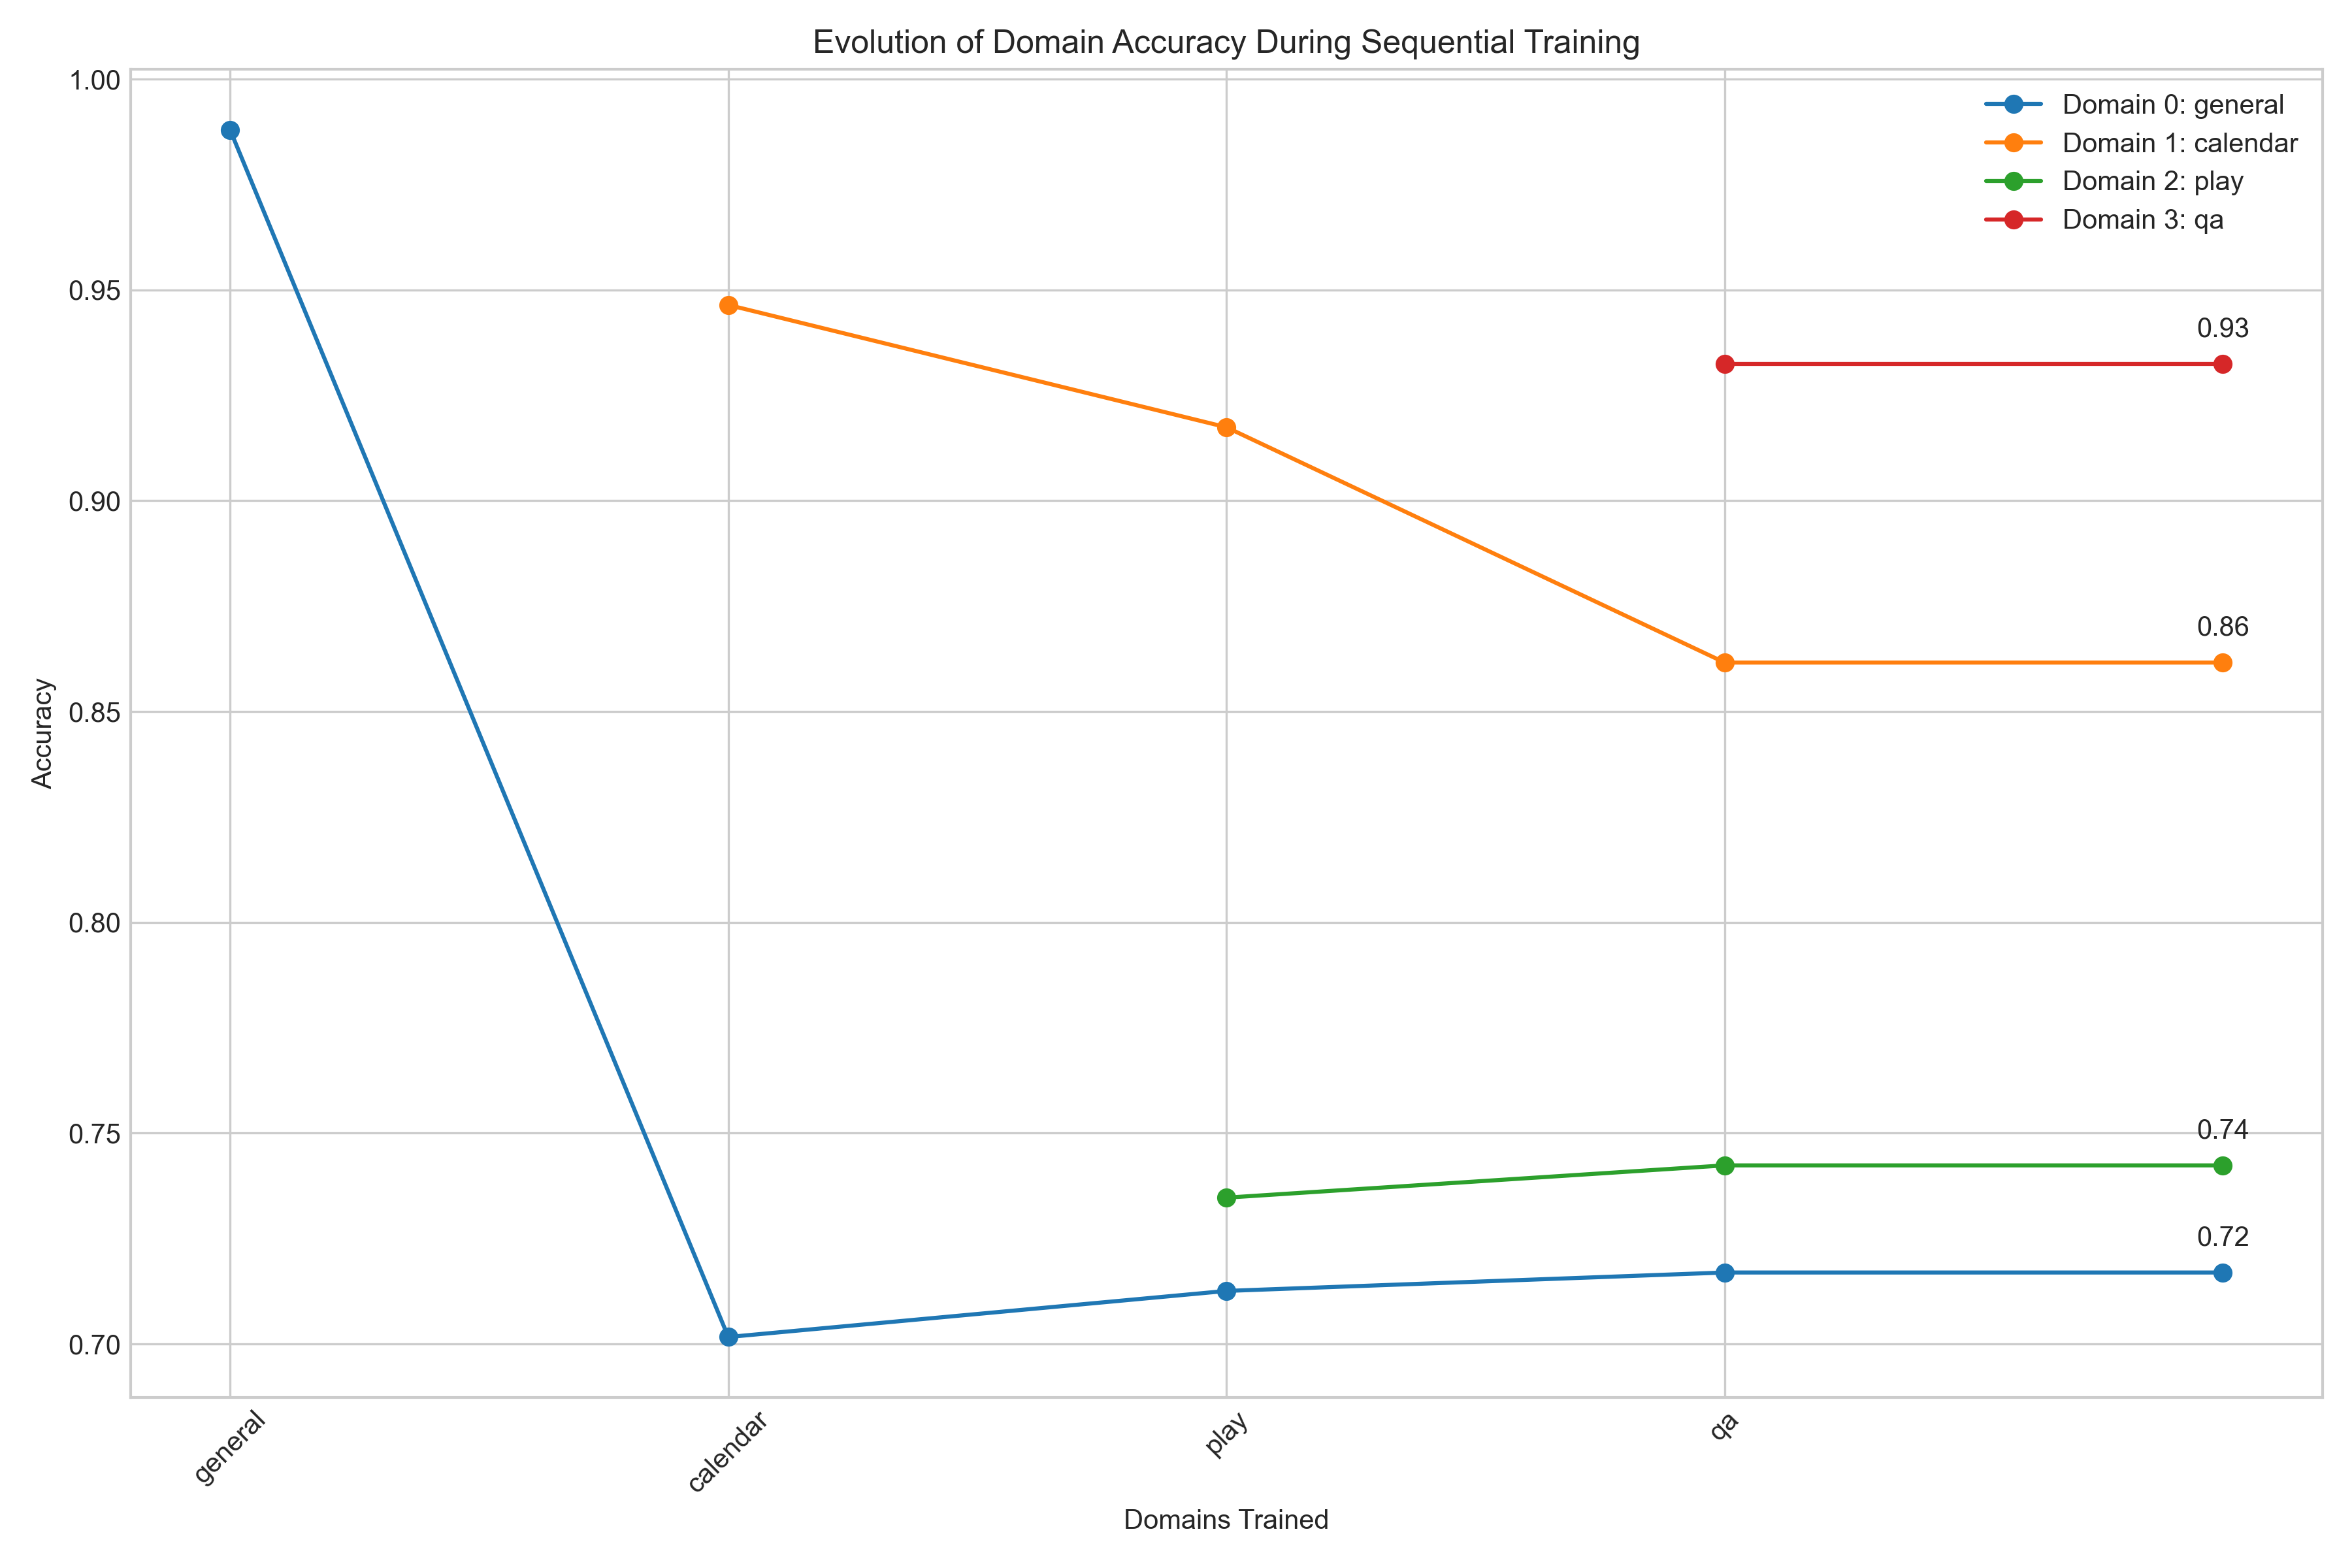 Evolution of Domain Accuracy During Sequential Training
Domain 0: general
Domain 1: calendar
Domain 2: play
Domain 3: qa
1.00
0.95
0.90
0.85
0.80
0.75
0.70
Accuracy
0.93
0.86
0.74
0.72
general
calendar
play
qa
Domains Trained